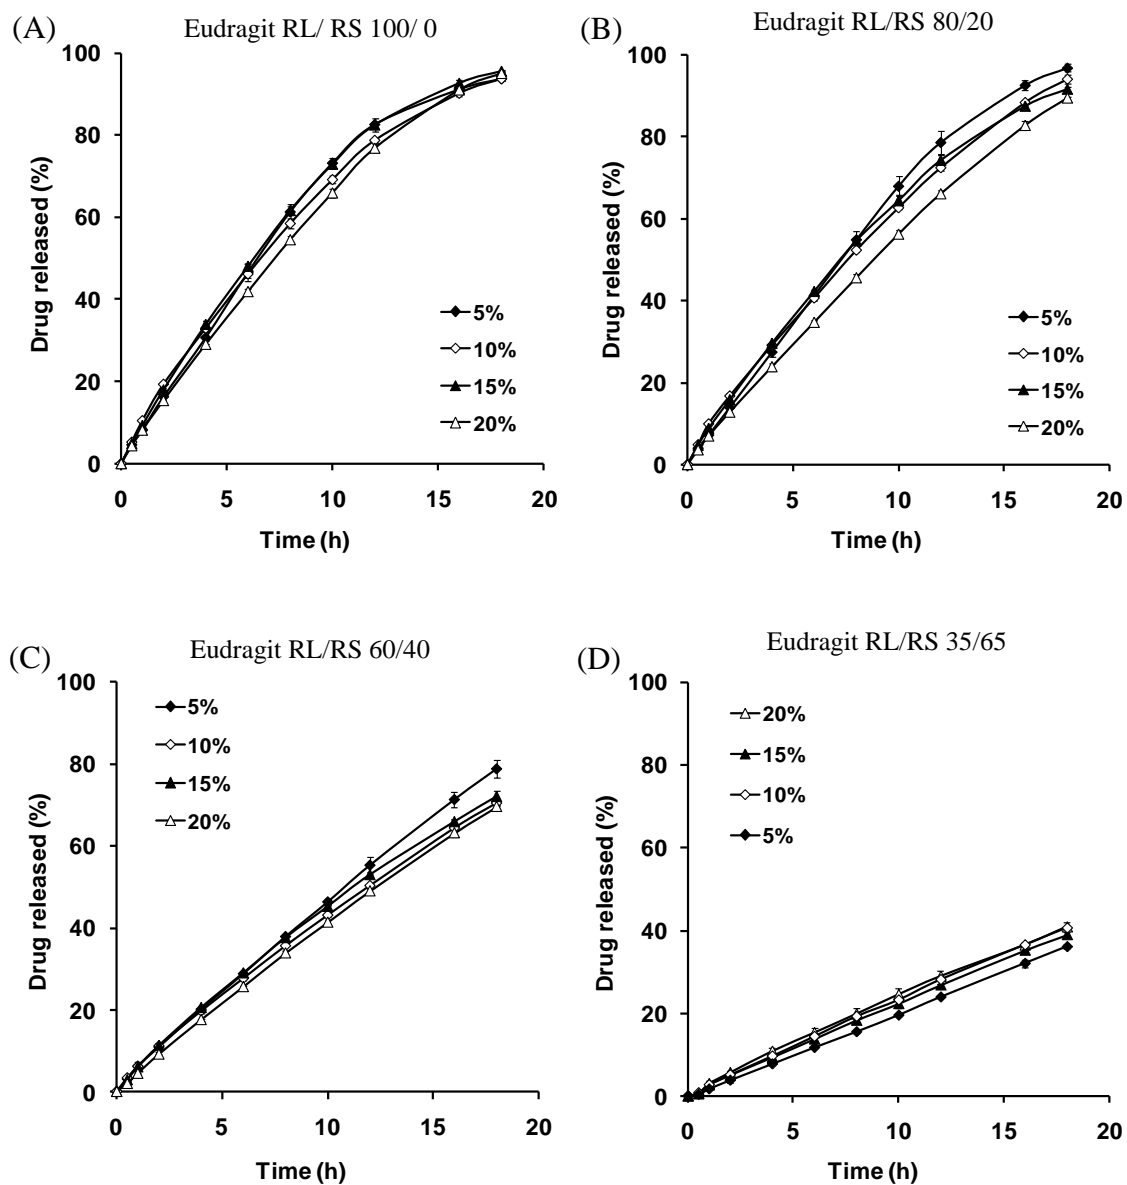 (A)
Eudragit RL/ RS 100/ 0
100
80
60
40
20
0
Drug released (%)
5%
10%
15%
20%
0 5 10 15 20
Time (h)
(B)
Eudragit RL/RS 80/20
100
80
60
40
20
0
Drug released (%)
5%
10%
15%
20%
0 5 10 15 20
Time (h)
(C)
Eudragit RL/RS 60/40
100
80
60
40
20
0
Drug released (%)
5%
10%
15%
20%
0 5 10 15 20
Time (h)
(D)
Eudragit RL/RS 35/65
100
80
60
40
20
0
Drug released (%)
20%
15%
10%
5%
0 5 10 15 20
Time (h)